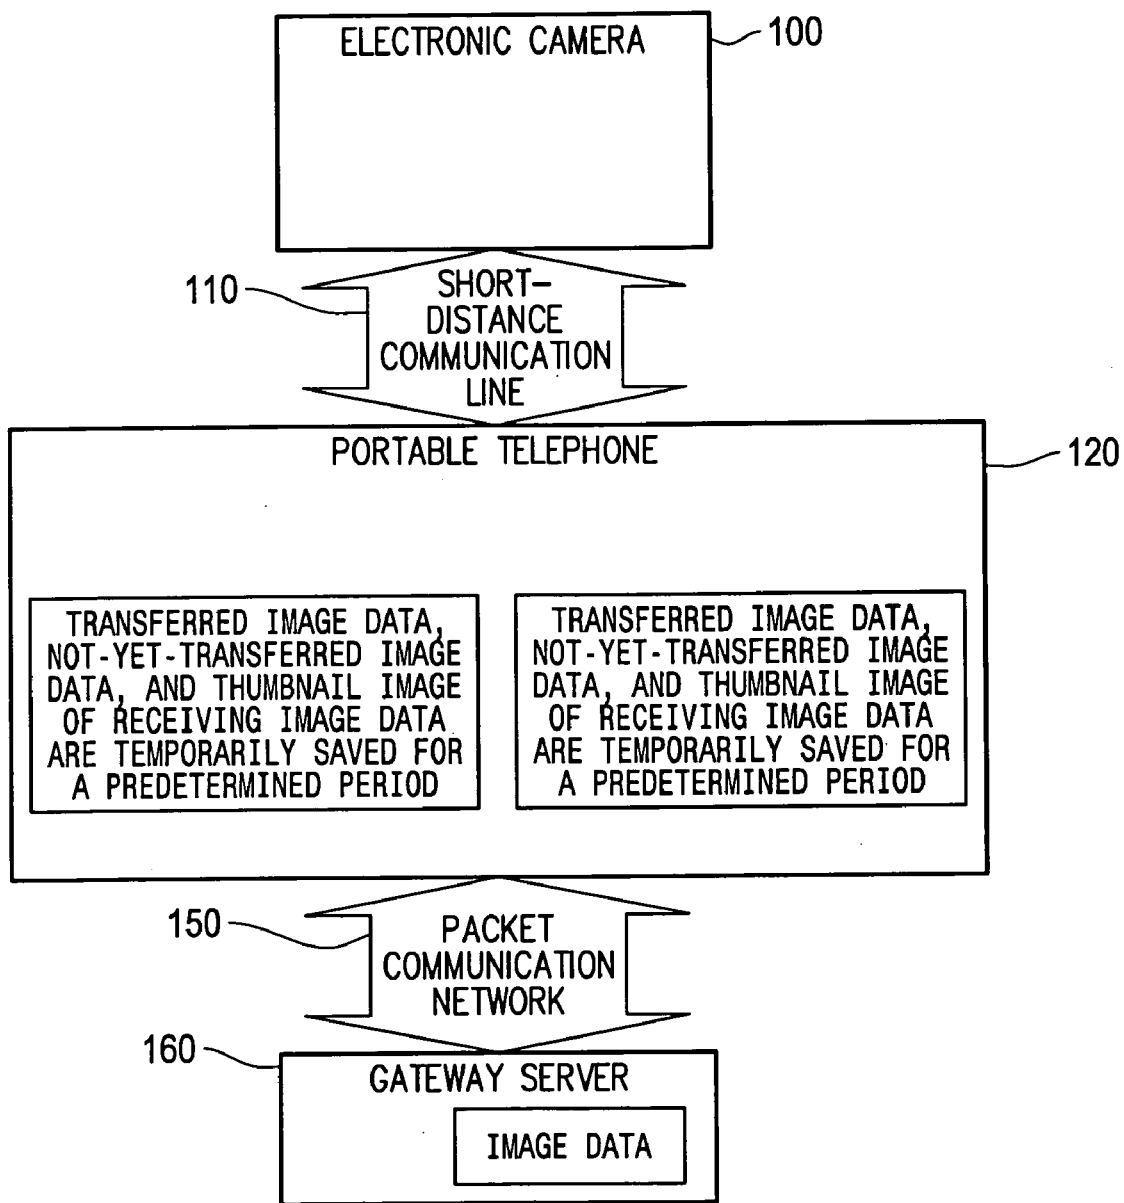 ELECTRONIC CAMERA
100
110
SHORT-
DISTANCE
COMMUNICATION
LINE
PORTABLE TELEPHONE
120
TRANSFERRED IMAGE DATA,
NOT-YET-TRANSFERRED IMAGE
DATA, AND THUMBNAIL IMAGE
OF RECEIVING IMAGE DATA
ARE TEMPORARILY SAVED FOR
A PREDETERMINED PERIOD
TRANSFERRED IMAGE DATA,
NOT-YET-TRANSFERRED IMAGE
DATA, AND THUMBNAIL IMAGE
OF RECEIVING IMAGE DATA
ARE TEMPORARILY SAVED FOR
A PREDETERMINED PERIOD
150
PACKET
COMMUNICATION
NETWORK
160
GATEWAY SERVER
IMAGE DATA